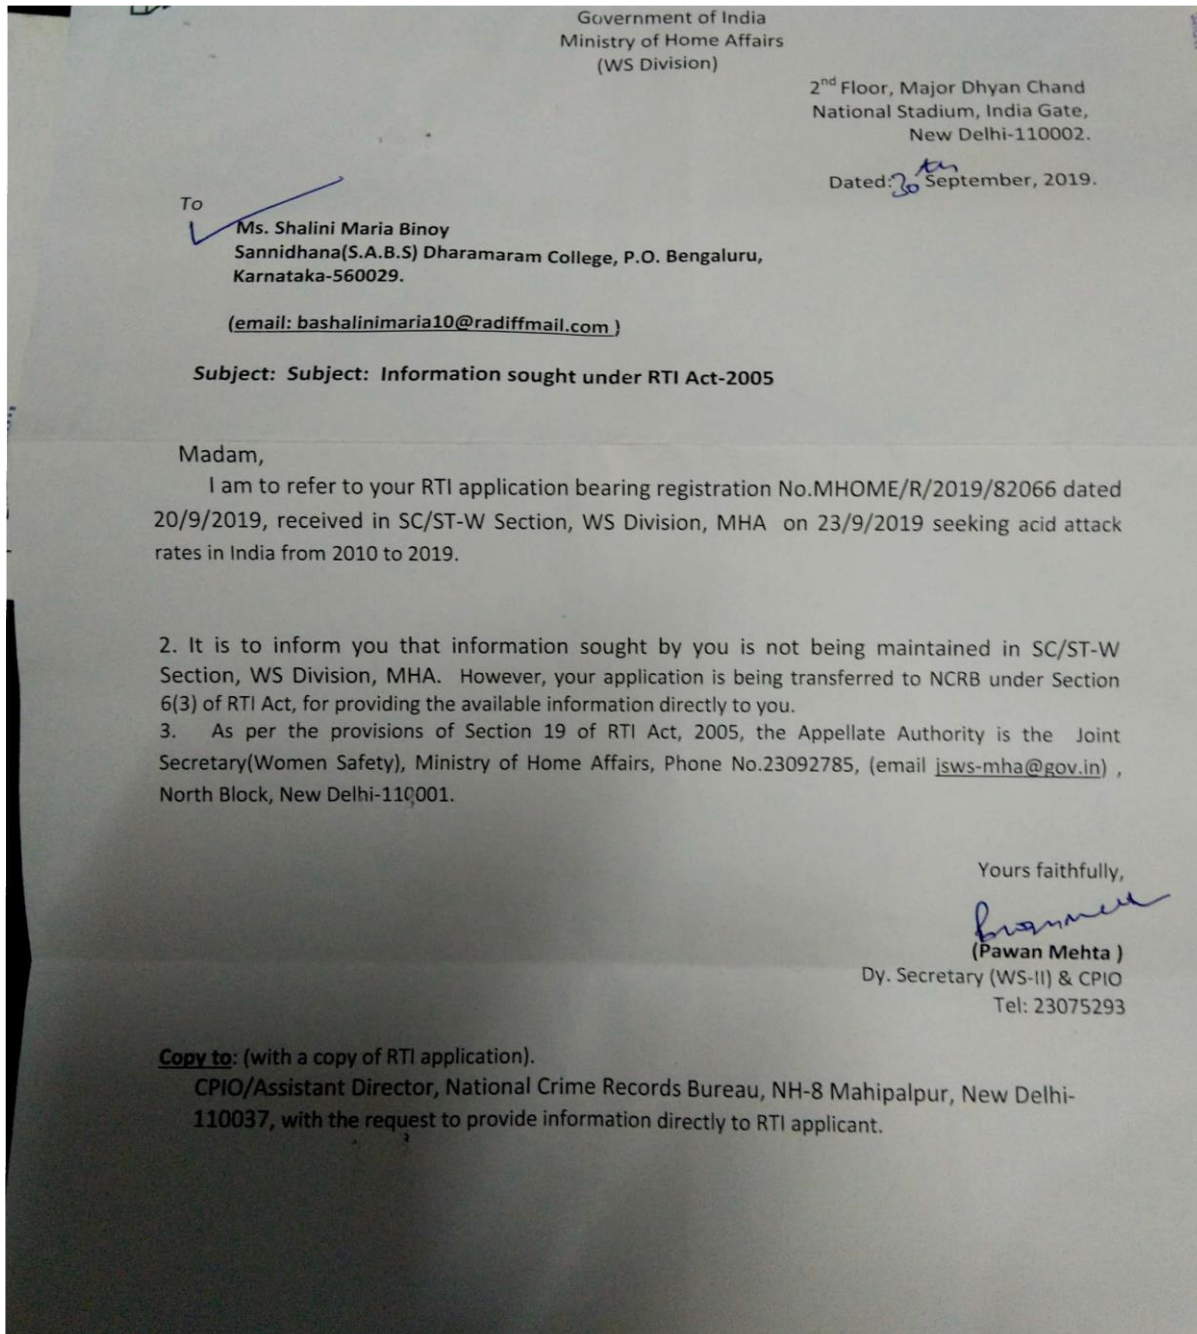 Government of India
Ministry of Home Affairs
(WS Division)
2nd Floor, Major Dhyan Chand
National Stadium, India Gate,
New Delhi-110002.
Dated: 30th September, 2019.
To
Ms. Shalini Maria Binoy
Sannidhana(S.A.B.S) Dharamaram College, P.O. Bengaluru,
Karnataka-560029.
(email: bashalinimaria10@radiffmail.com )
Subject: Subject: Information sought under RTI Act-2005
Madam,
I am to refer to your RTI application bearing registration No.MHOME/R/2019/82066 dated
20/9/2019, received in SC/ST-W Section, WS Division, MHA on 23/9/2019 seeking acid attack
rates in India from 2010 to 2019.
2. It is to inform you that information sought by you is not being maintained in SC/ST-W
Section, WS Division, MHA. However, your application is being transferred to NCRB under Section
6(3) of RTI Act, for providing the available information directly to you.
3. As per the provisions of Section 19 of RTI Act, 2005, the Appellate Authority is the Joint
Secretary(Women Safety), Ministry of Home Affairs, Phone No.23092785, (email jsws-mha@gov.in) ,
North Block, New Delhi-110001.
Yours faithfully,
(Pawan Mehta )
Dy. Secretary (WS-II) & CPIO
Tel: 23075293
Copy to: (with a copy of RTI application).
CPIO/Assistant Director, National Crime Records Bureau, NH-8 Mahipalpur, New Delhi-
110037, with the request to provide information directly to RTI applicant.